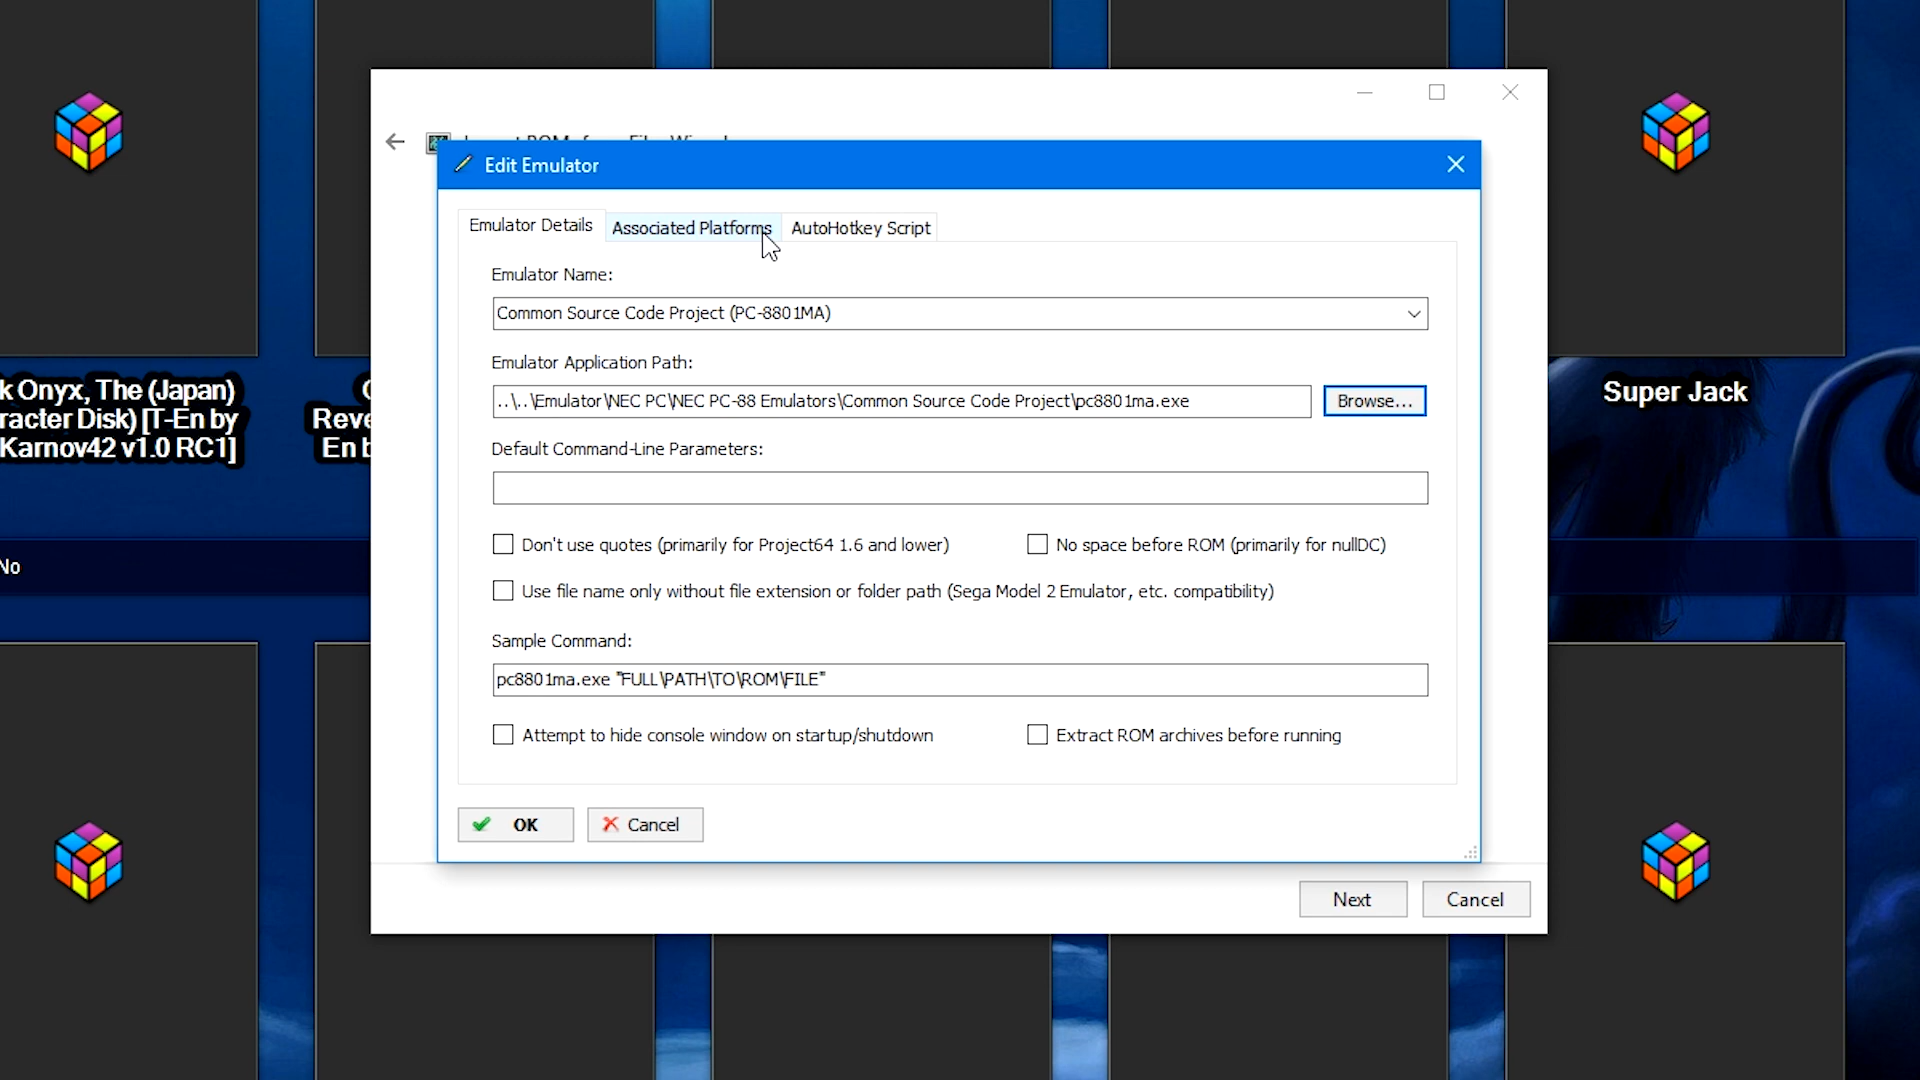 Edit Emulator
Emulator Details
Associated Platforms
AutoHotkey Script
Emulator Name:
Common Source Code Project (PC-8801MA)
Emulator Application Path:
..\..\Emulator\NEC PC\NEC PC-88 Emulators\Common Source Code Project\pc8801ma.exe
Browse...
Default Command-Line Parameters:
Don't use quotes (primarily for Project64 1.6 and lower)
No space before ROM (primarily for nullDC)
Use file name only without file extension or folder path (Sega Model 2 Emulator, etc. compatibility)
Sample Command:
pc8801ma.exe "FULL\PATH\TO\ROM\FILE"
Attempt to hide console window on startup/shutdown
Extract ROM archives before running
OK
Cancel
Next
Cancel
k Onyx, The (Japan)
racter Disk) [T-En by
Karnov42 v1.0 RC1]
Reve
En b
Super Jack
No